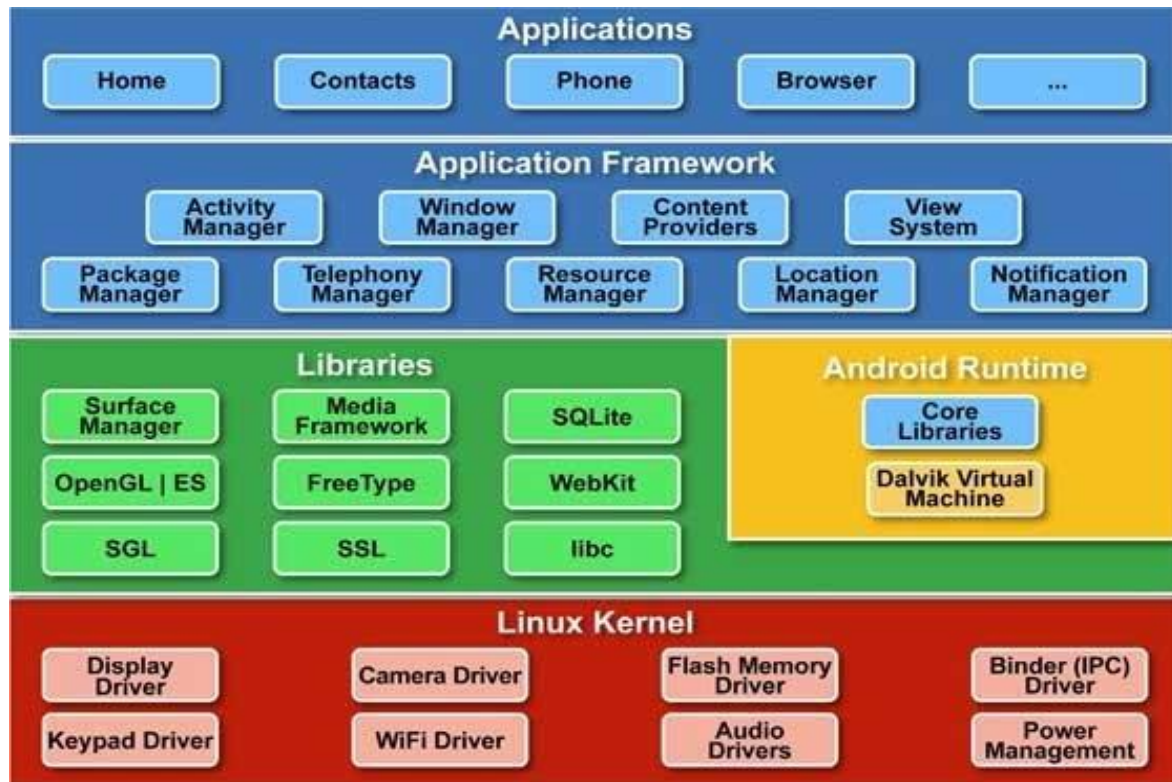 Applications
Home
Contacts
Phone
Browser
...
Application Framework
Activity
Manager
Window
Manager
Content
Providers
View
System
Package
Manager
Telephony
Manager
Resource
Manager
Location
Manager
Notification
Manager
Libraries
Surface
Manager
Media
Framework
SQLite
OpenGL | ES
FreeType
WebKit
SGL
SSL
libc
Android Runtime
Core
Libraries
Dalvik Virtual
Machine
Linux Kernel
Display
Driver
Camera Driver
Flash Memory
Driver
Binder (IPC)
Driver
Keypad Driver
WiFi Driver
Audio
Drivers
Power
Management